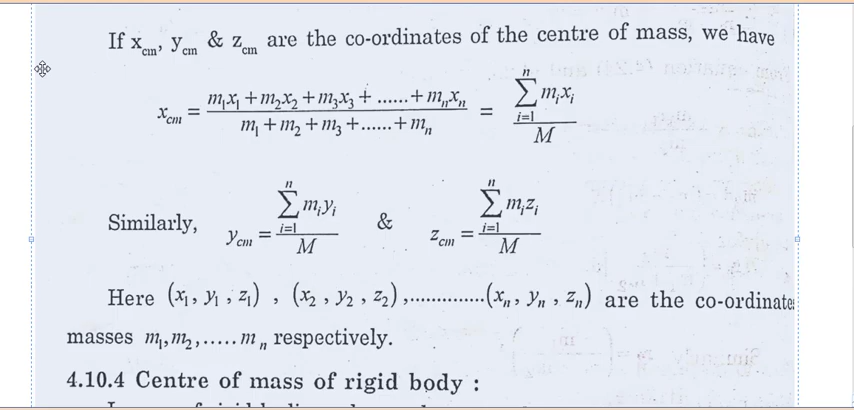 If x_cm, y_cm & z_cm are the co-ordinates of the centre of mass, we have
x_cm = (m₁x₁ + m₂x₂ + m₃x₃ + ...... + mₙxₙ) / (m₁ + m₂ + m₃ + ...... + mₙ) = (∑_{i=1}^{n} mᵢxᵢ) / M
Similarly, y_cm = (∑_{i=1}^{n} mᵢyᵢ) / M & z_cm = (∑_{i=1}^{n} mᵢzᵢ) / M
Here (x₁, y₁, z₁) , (x₂, y₂, z₂) ,..............(xₙ, yₙ, zₙ) are the co-ordinate
masses m₁, m₂, ..... mₙ respectively.
4.10.4 Centre of mass of rigid body :